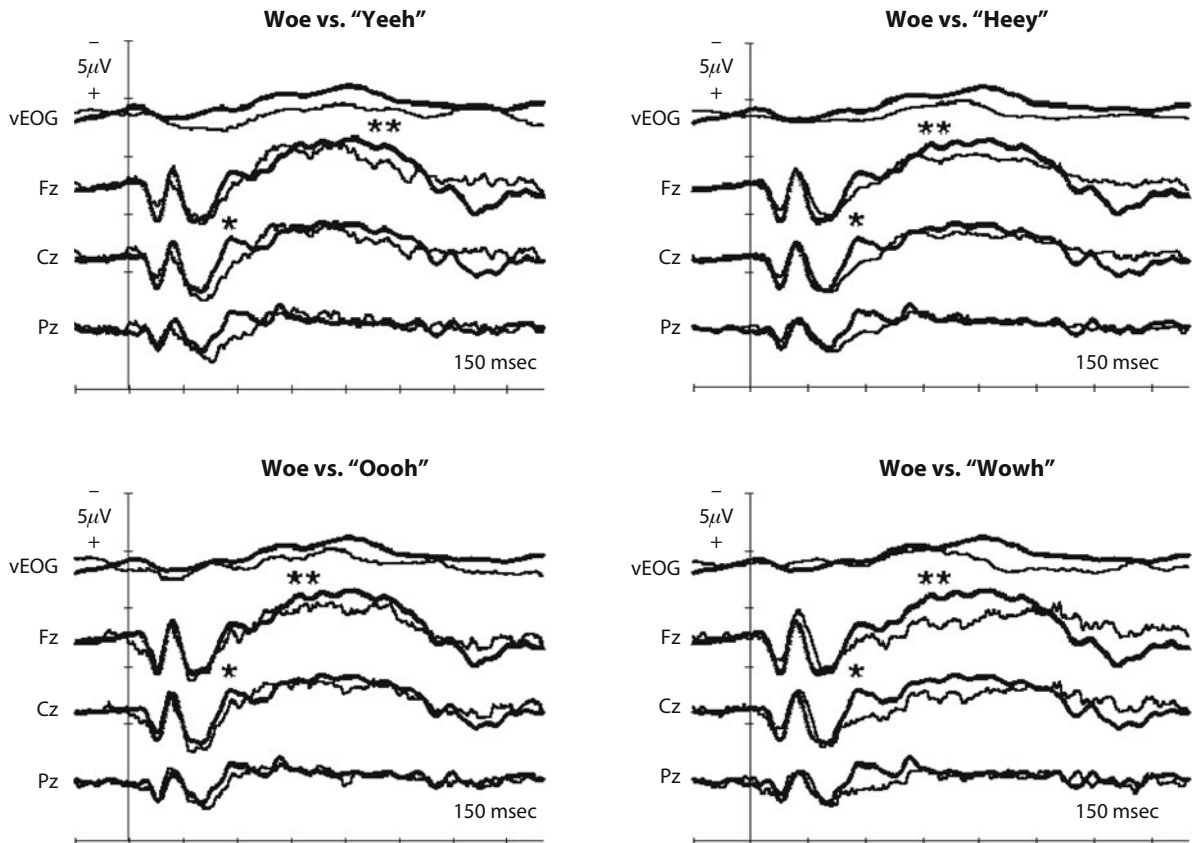 Woe vs. “Yeeh”
−
5µV
+
vEOG
**
Fz
*
Cz
Pz
150 msec
Woe vs. “Heey”
−
5µV
+
vEOG
**
Fz
*
Cz
Pz
150 msec
Woe vs. “Oooh”
−
5µV
+
vEOG
**
Fz
*
Cz
Pz
150 msec
Woe vs. “Wowh”
−
5µV
+
vEOG
**
Fz
*
Cz
Pz
150 msec